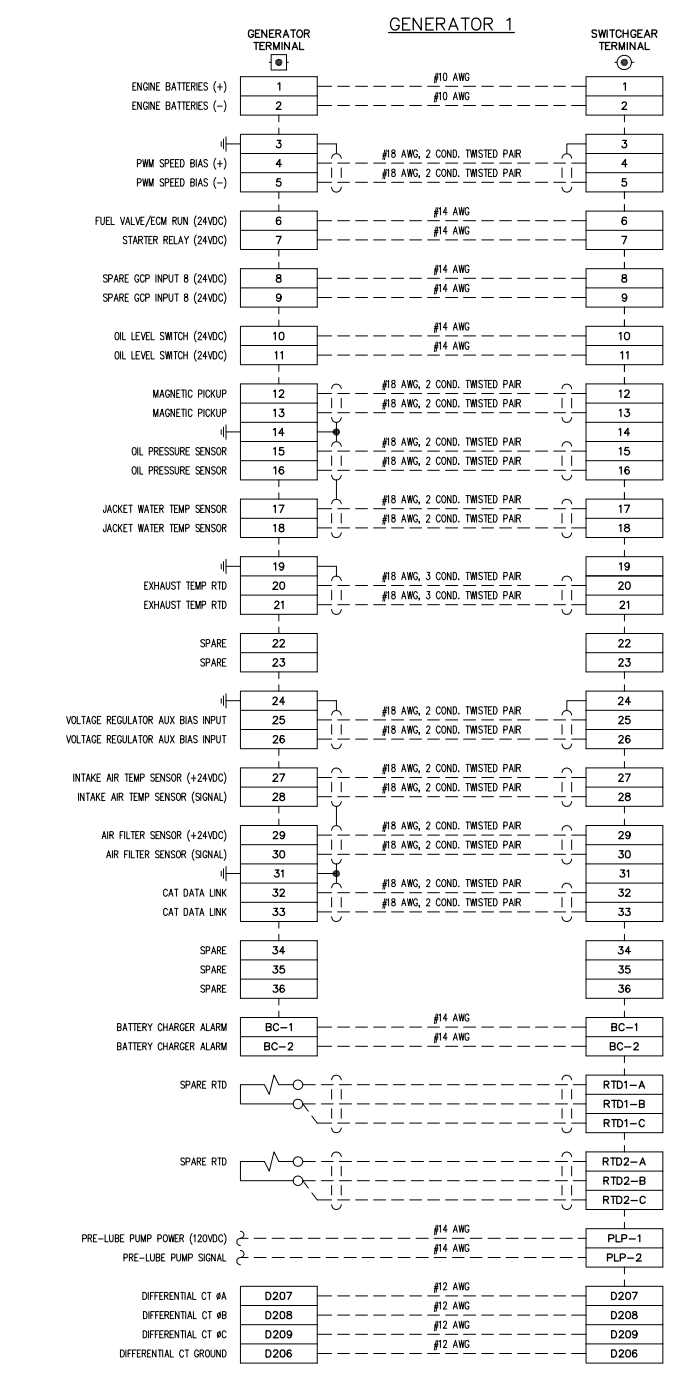 GENERATOR 1
GENERATOR TERMINAL
SWITCHGEAR TERMINAL
#10 AWG
ENGINE BATTERIES (+) 1 1
#10 AWG
ENGINE BATTERIES (-) 2 2
3 3
#18 AWG, 2 COND. TWISTED PAIR
PWM SPEED BIAS (+) 4 4
#18 AWG, 2 COND. TWISTED PAIR
PWM SPEED BIAS (-) 5 5
#14 AWG
FUEL VALVE/ECM RUN (24VDC) 6 6
#14 AWG
STARTER RELAY (24VDC) 7 7
#14 AWG
SPARE GCP INPUT 8 (24VDC) 8 8
#14 AWG
SPARE GCP INPUT 8 (24VDC) 9 9
#14 AWG
OIL LEVEL SWITCH (24VDC) 10 10
#14 AWG
OIL LEVEL SWITCH (24VDC) 11 11
#18 AWG, 2 COND. TWISTED PAIR
MAGNETIC PICKUP 12 12
#18 AWG, 2 COND. TWISTED PAIR
MAGNETIC PICKUP 13 13
14 14
#18 AWG, 2 COND. TWISTED PAIR
OIL PRESSURE SENSOR 15 15
#18 AWG, 2 COND. TWISTED PAIR
OIL PRESSURE SENSOR 16 16
#18 AWG, 2 COND. TWISTED PAIR
JACKET WATER TEMP SENSOR 17 17
#18 AWG, 2 COND. TWISTED PAIR
JACKET WATER TEMP SENSOR 18 18
19 19
#18 AWG, 3 COND. TWISTED PAIR
EXHAUST TEMP RTD 20 20
#18 AWG, 3 COND. TWISTED PAIR
EXHAUST TEMP RTD 21 21
SPARE 22 22
SPARE 23 23
24 24
#18 AWG, 2 COND. TWISTED PAIR
VOLTAGE REGULATOR AUX BIAS INPUT 25 25
#18 AWG, 2 COND. TWISTED PAIR
VOLTAGE REGULATOR AUX BIAS INPUT 26 26
#18 AWG, 2 COND. TWISTED PAIR
INTAKE AIR TEMP SENSOR (+24VDC) 27 27
#18 AWG, 2 COND. TWISTED PAIR
INTAKE AIR TEMP SENSOR (SIGNAL) 28 28
#18 AWG, 2 COND. TWISTED PAIR
AIR FILTER SENSOR (+24VDC) 29 29
#18 AWG, 2 COND. TWISTED PAIR
AIR FILTER SENSOR (SIGNAL) 30 30
31 31
#18 AWG, 2 COND. TWISTED PAIR
CAT DATA LINK 32 32
#18 AWG, 2 COND. TWISTED PAIR
CAT DATA LINK 33 33
SPARE 34 34
SPARE 35 35
SPARE 36 36
#14 AWG
BATTERY CHARGER ALARM BC-1 BC-1
#14 AWG
BATTERY CHARGER ALARM BC-2 BC-2
SPARE RTD RTD1-A
RTD1-B
RTD1-C
SPARE RTD RTD2-A
RTD2-B
RTD2-C
#14 AWG
PRE-LUBE PUMP POWER (120VDC) PLP-1
#14 AWG
PRE-LUBE PUMP SIGNAL PLP-2
#12 AWG
DIFFERENTIAL CT øA D207 D207
#12 AWG
DIFFERENTIAL CT øB D208 D208
#12 AWG
DIFFERENTIAL CT øC D209 D209
#12 AWG
DIFFERENTIAL CT GROUND D206 D206